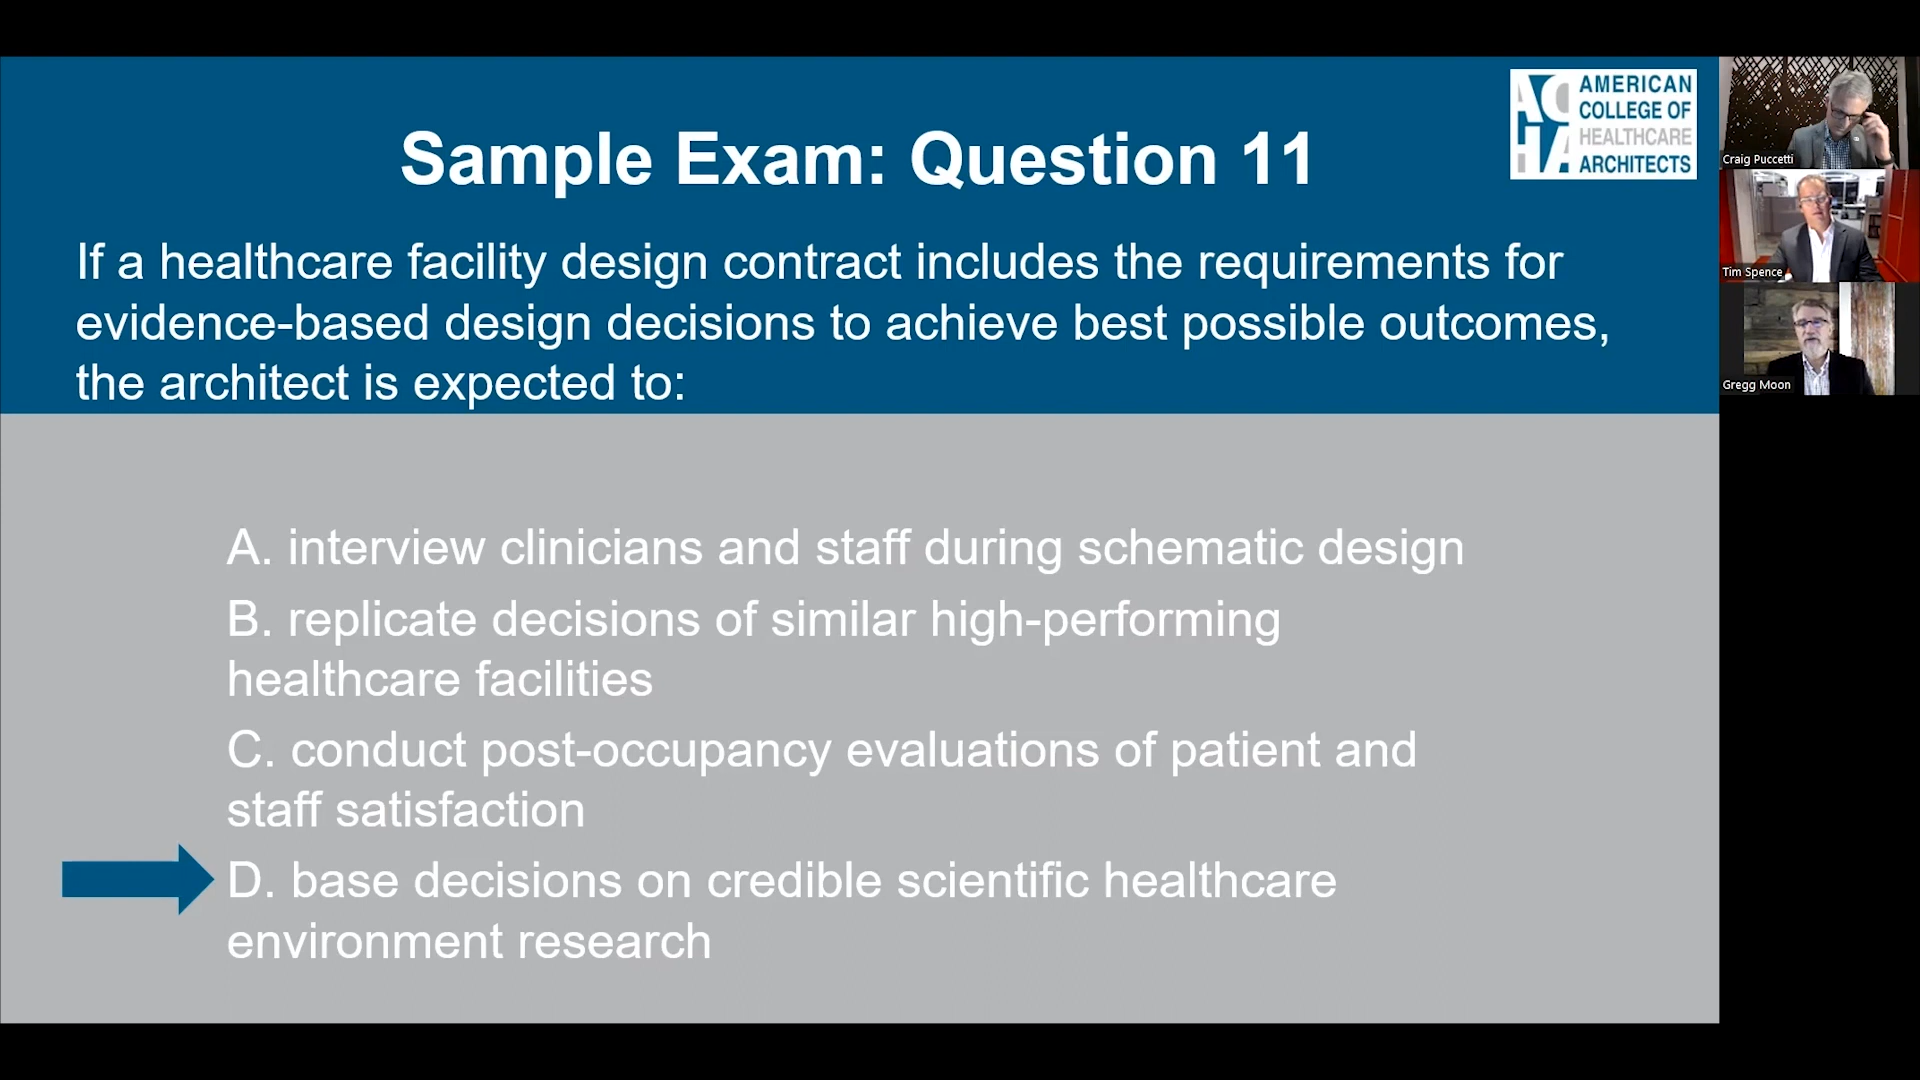 Sample Exam: Question 11
AC
HA
AMERICAN
COLLEGE OF
HEALTHCARE
ARCHITECTS
If a healthcare facility design contract includes the requirements for
evidence-based design decisions to achieve best possible outcomes,
the architect is expected to:
A. interview clinicians and staff during schematic design
B. replicate decisions of similar high-performing
healthcare facilities
C. conduct post-occupancy evaluations of patient and
staff satisfaction
D. base decisions on credible scientific healthcare
environment research
Craig Puccetti
Tim Spence
Gregg Moon